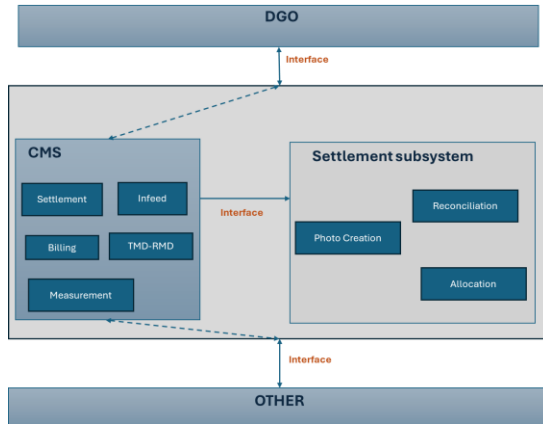 DGO
Interface
CMS
Settlement
Infeed
Billing
TMD-RMD
Measurement
Interface
Settlement subsystem
Reconciliation
Photo Creation
Allocation
Interface
OTHER